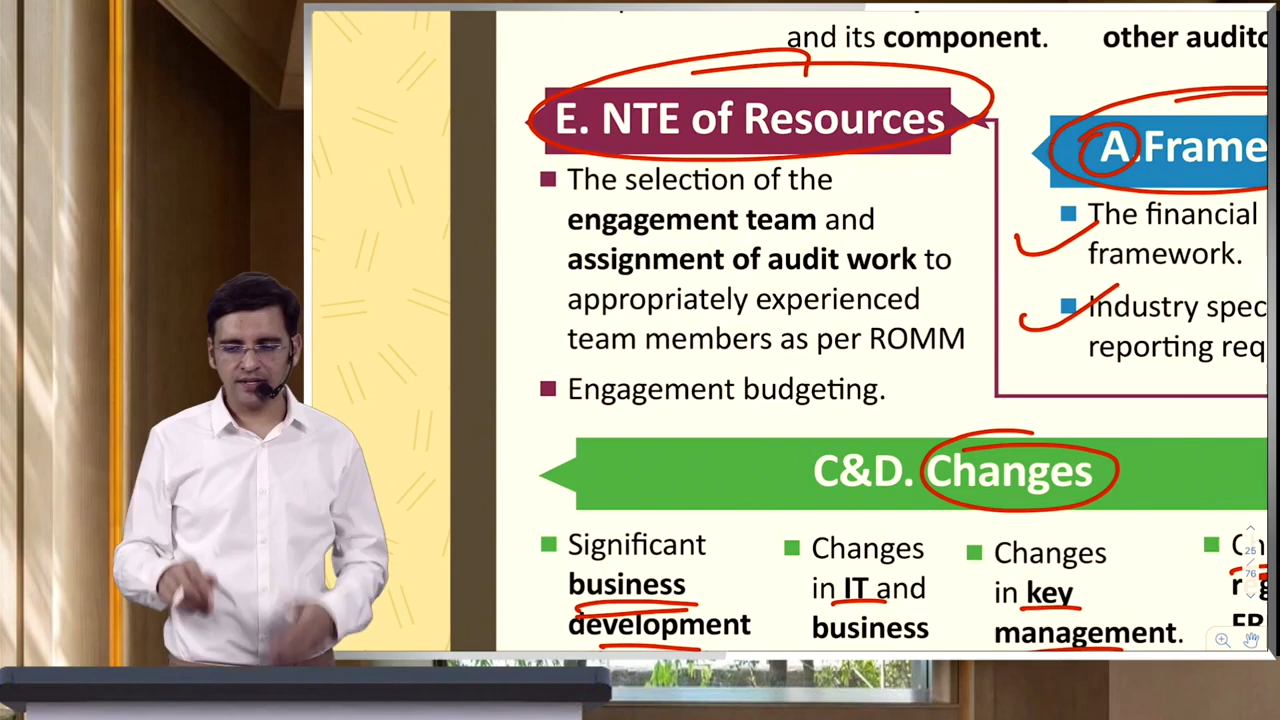 and its component.
other audito
E. NTE of Resources
The selection of the
engagement team and
assignment of audit work to
appropriately experienced
team members as per ROMM
Engagement budgeting.
A.Frame
The financial
framework.
Industry spec
reporting req
C&D. Changes
Significant
business
development
Changes
in IT and
business
Changes
in key
management.
25
76